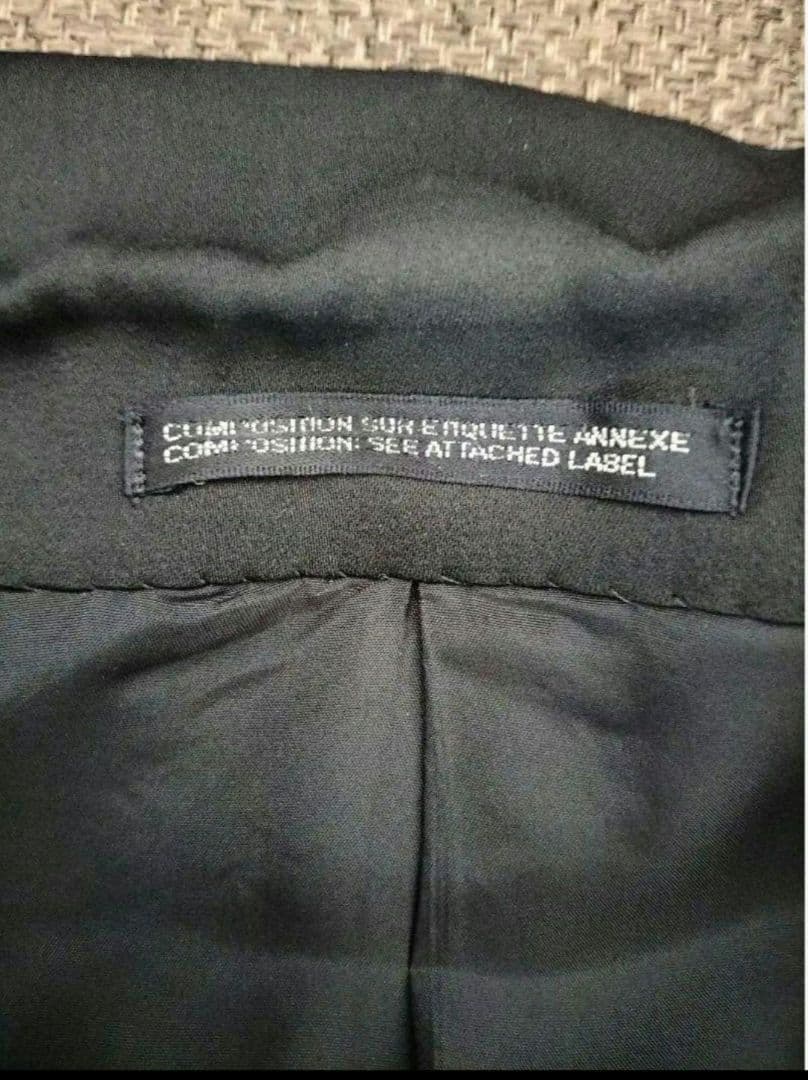 COMPOSITION SUR ETIQUETTE ANNEXE
COMPOSITION: SEE ATTACHED LABEL